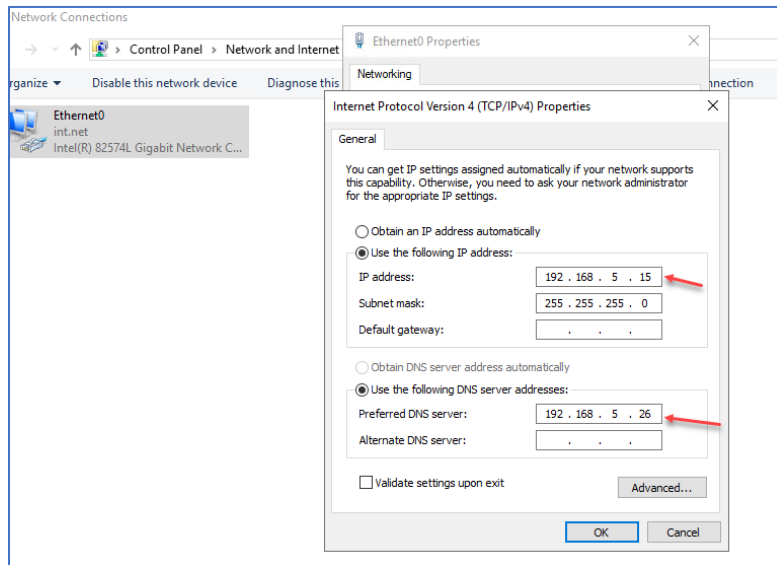 Network Connections
Control Panel > Network and Internet
rganize
Disable this network device
Diagnose this
nnection
Ethernet0
int.net
Intel(R) 82574L Gigabit Network C...
Ethernet0 Properties
Networking
Internet Protocol Version 4 (TCP/IPv4) Properties
General
You can get IP settings assigned automatically if your network supports
this capability. Otherwise, you need to ask your network administrator
for the appropriate IP settings.
Obtain an IP address automatically
Use the following IP address:
IP address: 192 . 168 . 5 . 15
Subnet mask: 255 . 255 . 255 . 0
Default gateway: . . .
Obtain DNS server address automatically
Use the following DNS server addresses:
Preferred DNS server: 192 . 168 . 5 . 26
Alternate DNS server: . . .
Validate settings upon exit
Advanced...
OK
Cancel